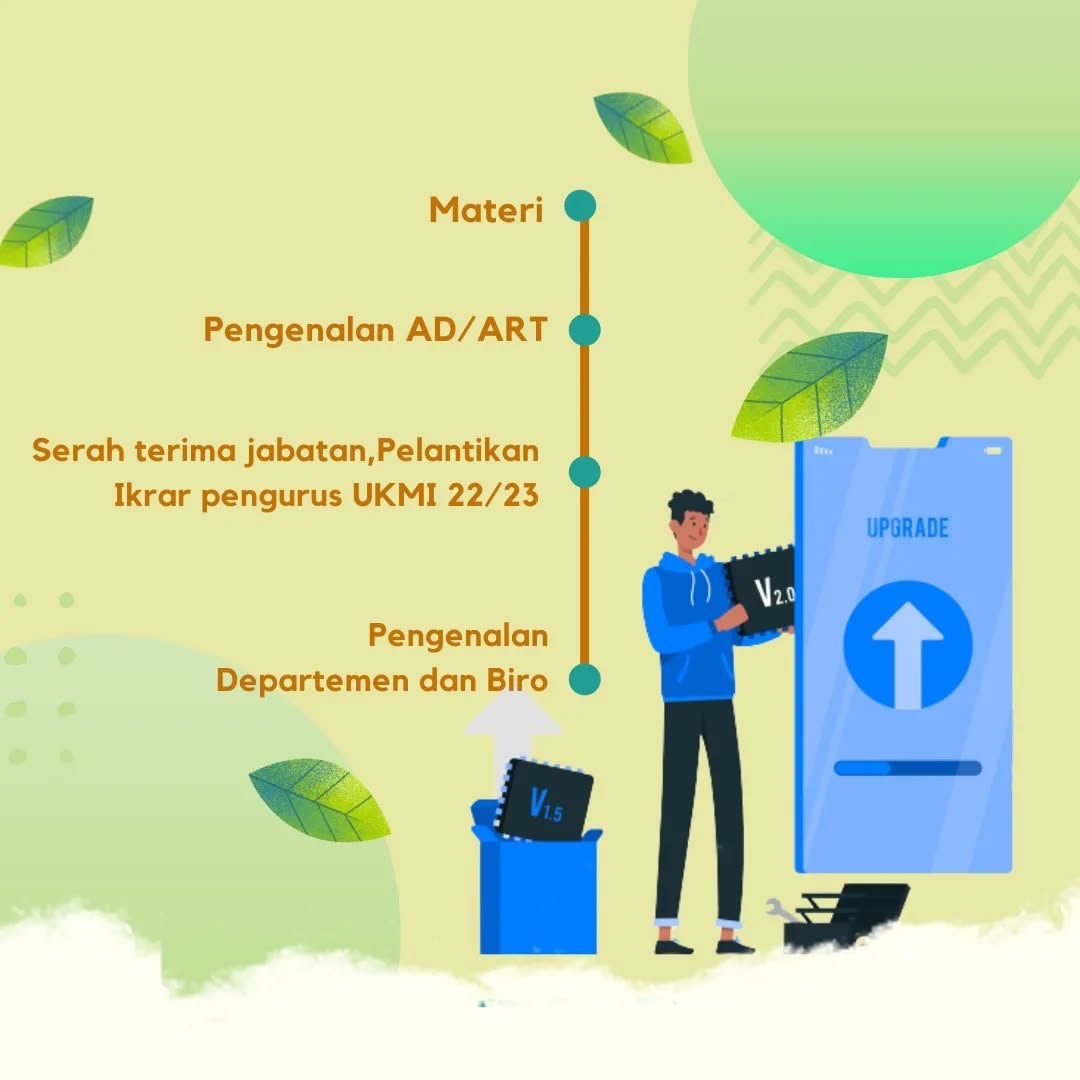 Materi
Pengenalan AD/ART
Serah terima jabatan,Pelantikan
Ikrar pengurus UKMI 22/23
UPGRADE
V2.0
Pengenalan
Departemen dan Biro
V1.5